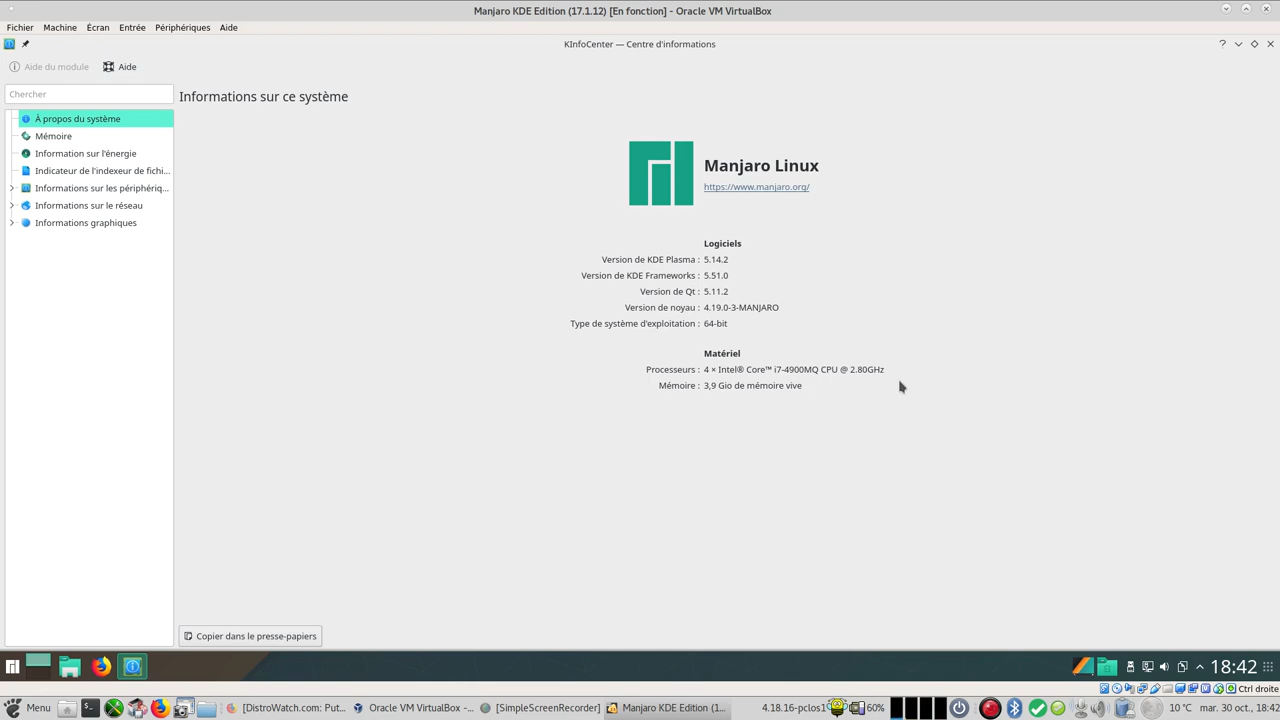 Manjaro KDE Edition (17.1.12) [En fonction] - Oracle VM VirtualBox
Fichier Machine Écran Entrée Périphériques Aide
KInfoCenter — Centre d'informations
Aide du module Aide
Chercher
Informations sur ce système
À propos du système
Mémoire
Information sur l'énergie
Indicateur de l'indexeur de fichi...
Informations sur les périphériq...
Informations sur le réseau
Informations graphiques
Manjaro Linux
https://www.manjaro.org/
Logiciels
Version de KDE Plasma : 5.14.2
Version de KDE Frameworks : 5.51.0
Version de Qt : 5.11.2
Version de noyau : 4.19.0-3-MANJARO
Type de système d'exploitation : 64-bit
Matériel
Processeurs : 4 × Intel® Core™ i7-4900MQ CPU @ 2.80GHz
Mémoire : 3,9 Gio de mémoire vive
Copier dans le presse-papiers
18:42
Ctrl droite
Menu [DistroWatch.com: Put... Oracle VM VirtualBox -... [SimpleScreenRecorder] Manjaro KDE Edition (1... 4.18.16-pclos 60% 10 °C mar. 30 oct., 18:42